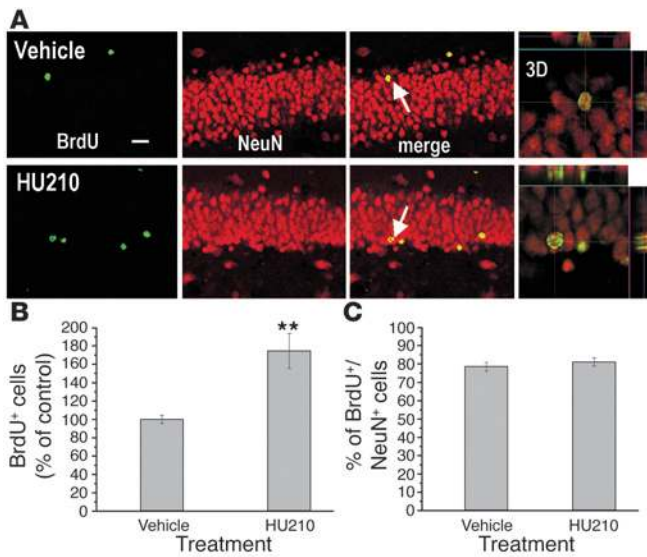 A
Vehicle
BrdU
NeuN
merge
3D
HU210
B
BrdU⁺ cells
(% of control)
200
180
160
140
120
100
80
60
40
20
0
**
Vehicle
HU210
Treatment
C
% of BrdU⁺/
NeuN⁺ cells
100
90
80
70
60
50
40
30
20
10
0
Vehicle
HU210
Treatment